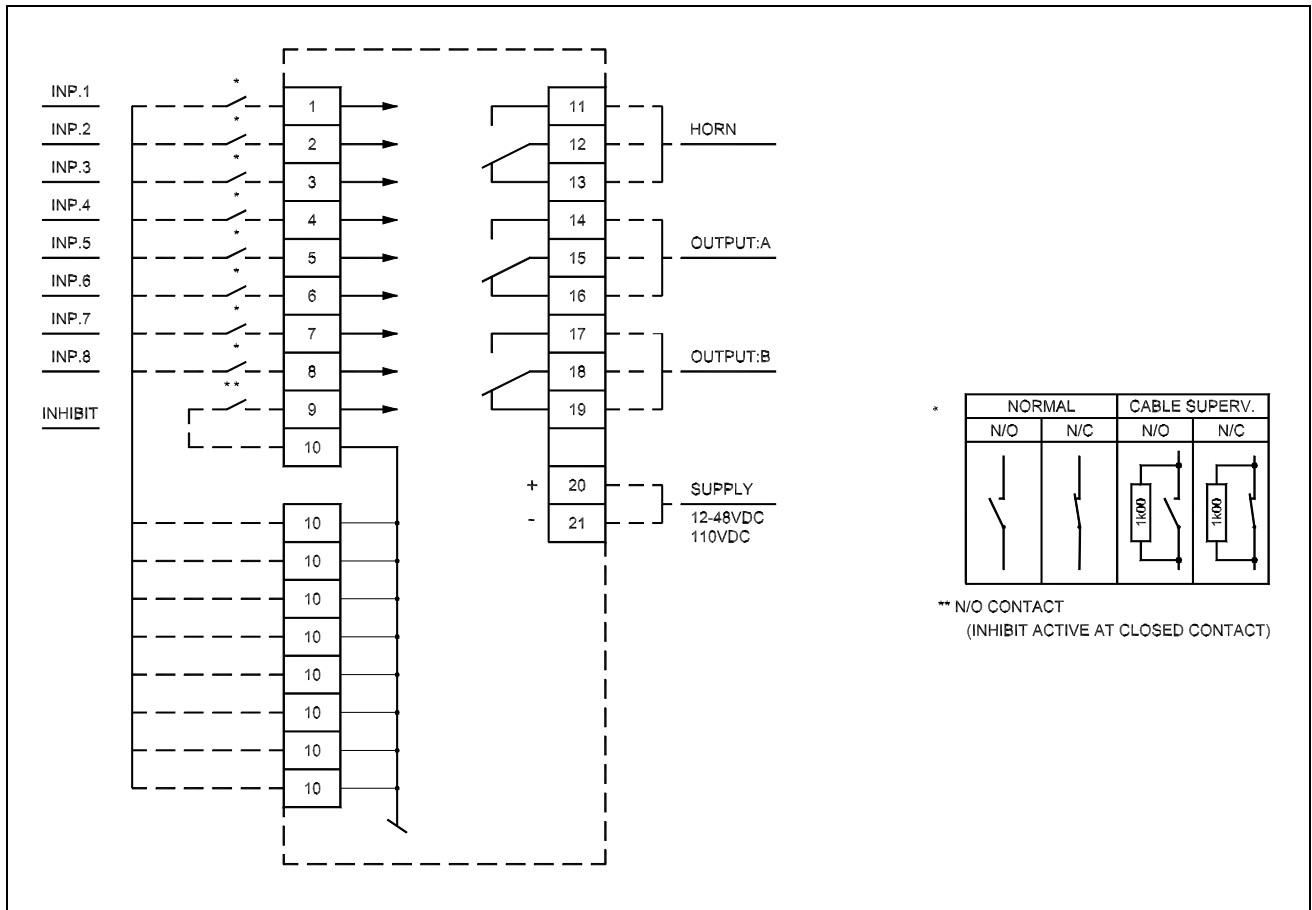 INP.1
INP.2
INP.3
INP.4
INP.5
INP.6
INP.7
INP.8
INHIBIT
*
*
*
*
*
*
*
*
* *
1
2
3
4
5
6
7
8
9
10
10
10
10
10
10
10
10
10
11
12
13
14
15
16
17
18
19
+ 20
- 21
HORN
OUTPUT:A
OUTPUT:B
SUPPLY
12-48VDC
110VDC
*
NORMAL CABLE SUPERV.
N/O N/C N/O N/C
1k00 1k00
** N/O CONTACT
(INHIBIT ACTIVE AT CLOSED CONTACT)